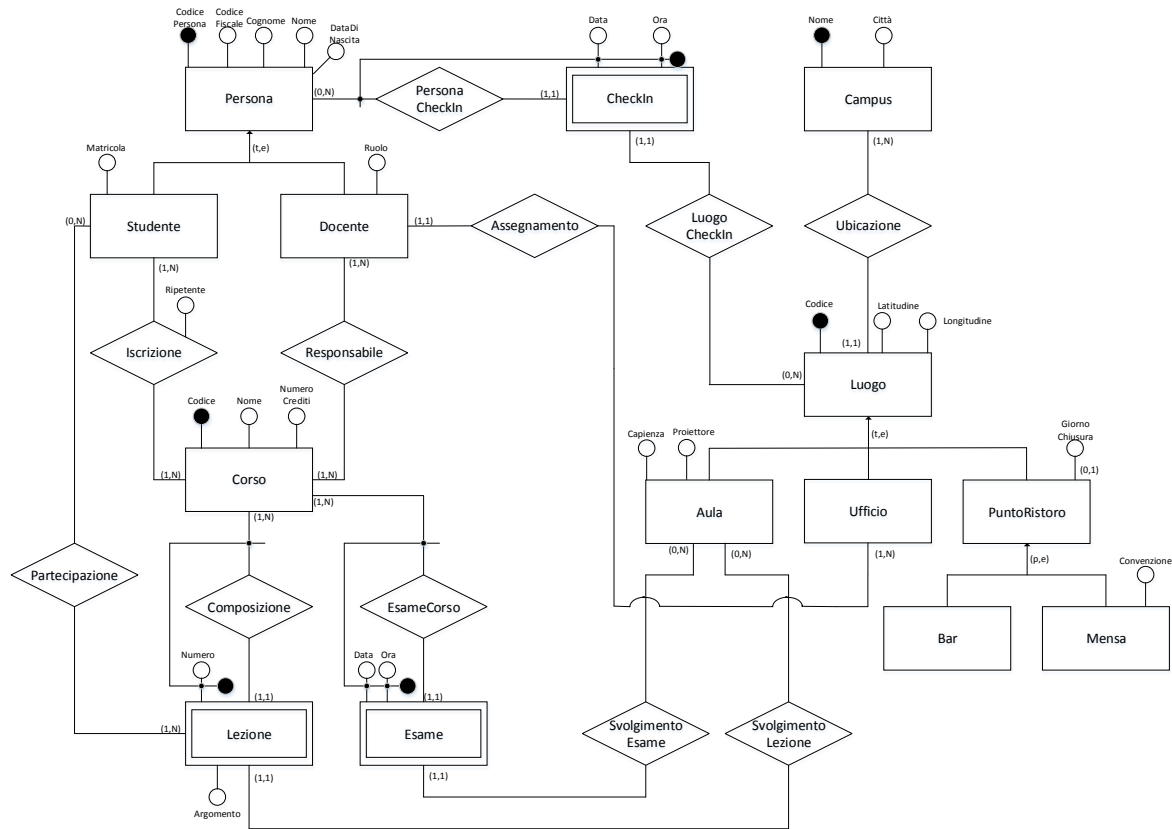 Codice
Persona
Codice
Fiscale
Cognome
Nome
DataDi
Nascita
Data
Ora
Nome
Città
Persona
(0,N)
Persona
CheckIn
(1,1)
CheckIn
Campus
(1,1)
(1,N)
(t,e)
Matricola
Ruolo
(0,N)
Studente
Docente
(1,1)
Assegnamento
Luogo
CheckIn
Ubicazione
(1,N)
(1,N)
Ripetente
Codice
Latitudine
Longitudine
Iscrizione
Responsabile
(1,1)
(0,N)
Luogo
Codice
Nome
Numero
Crediti
(t,e)
Capienza
Proiettore
Giorno
Chiusura
(0,1)
(1,N)
Corso
(1,N)
(1,N)
(1,N)
Aula
Ufficio
PuntoRistoro
(0,N)
(0,N)
(1,N)
(p,e)
Convenzione
Partecipazione
Composizione
EsameCorso
Bar
Mensa
Numero
Data
Ora
(1,1)
(1,1)
(1,N)
Lezione
Esame
Svolgimento
Esame
Svolgimento
Lezione
(1,1)
(1,1)
Argomento